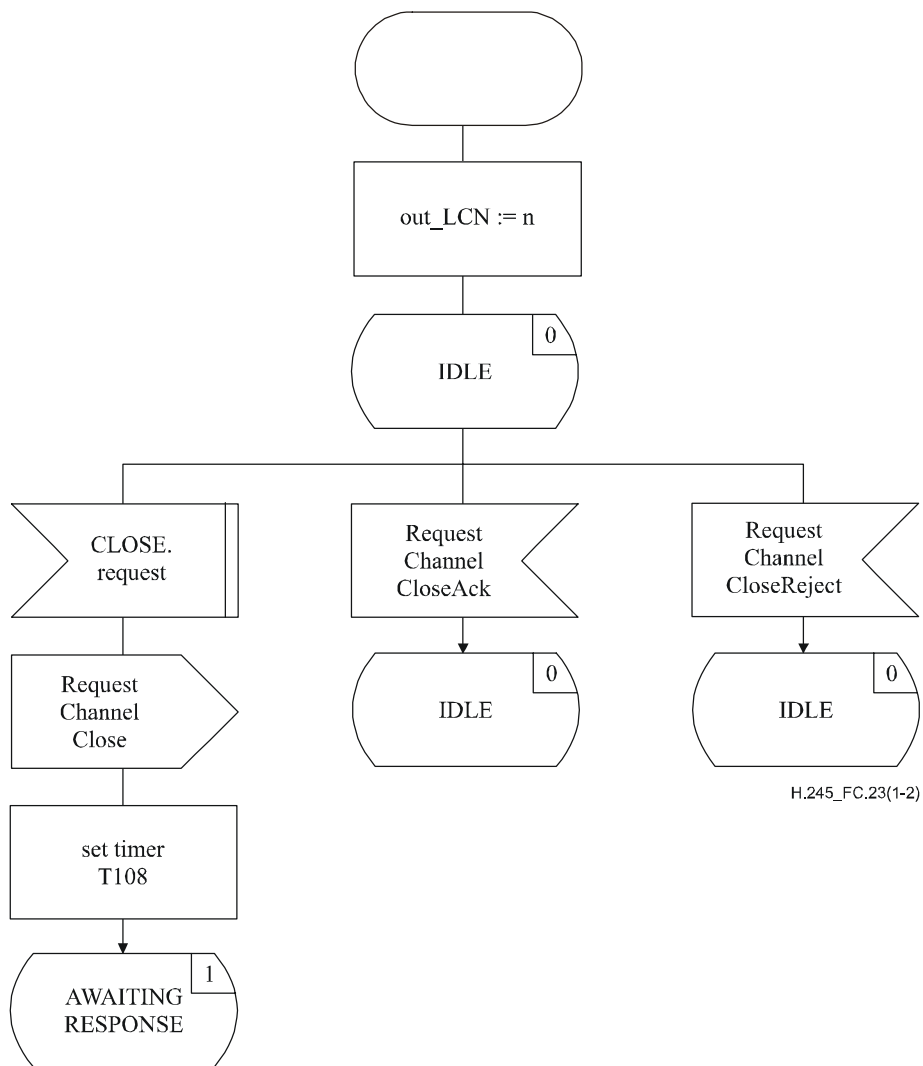 out_LCN := n
0
IDLE
CLOSE.
request
Request
Channel
CloseAck
Request
Channel
CloseReject
Request
Channel
Close
0
IDLE
0
IDLE
H.245_FC.23(1-2)
set timer
T108
1
AWAITING
RESPONSE